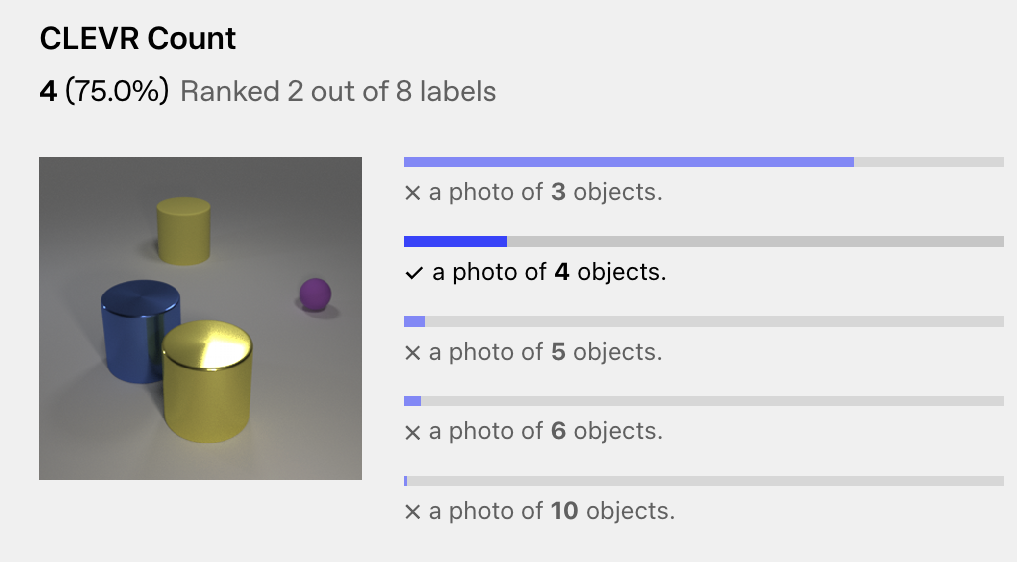 CLEVR Count
4 (75.0%) Ranked 2 out of 8 labels
× a photo of 3 objects.
✓ a photo of 4 objects.
× a photo of 5 objects.
× a photo of 6 objects.
× a photo of 10 objects.